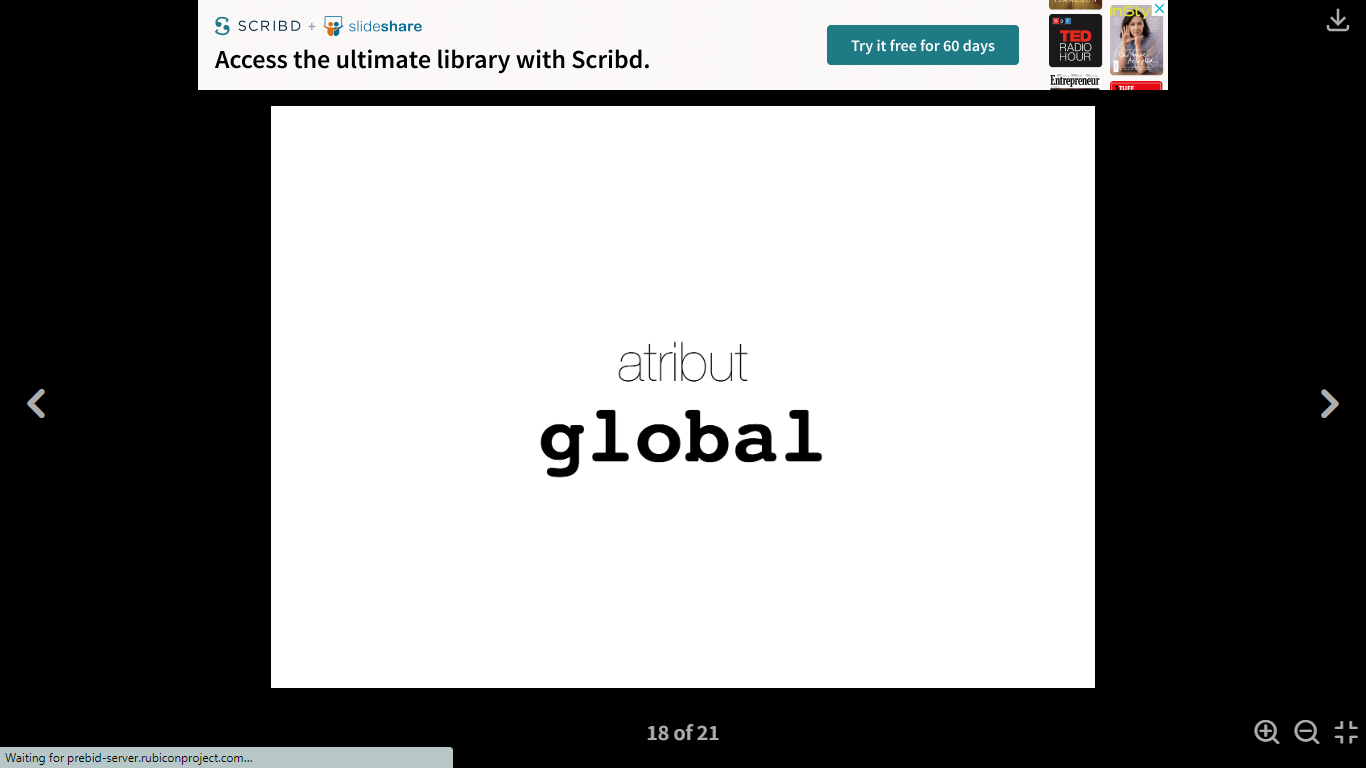 SCRIBD + slideshare
Access the ultimate library with Scribd.
Try it free for 60 days
TED
RADIO
HOUR
Entrepreneur
InStyle
atribut
global
18 of 21
Waiting for prebid-server.rubiconproject.com...